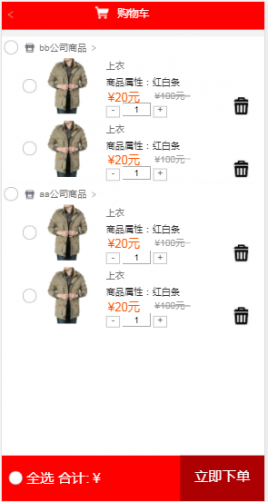 < 购物车
bb公司商品 >
上衣
商品属性：红白条
¥20元 ¥100元
- 1 +
上衣
商品属性：红白条
¥20元 ¥100元
- 1 +
aa公司商品 >
上衣
商品属性：红白条
¥20元 ¥100元
- 1 +
上衣
商品属性：红白条
¥20元 ¥100元
- 1 +
全选 合计: ¥ 立即下单